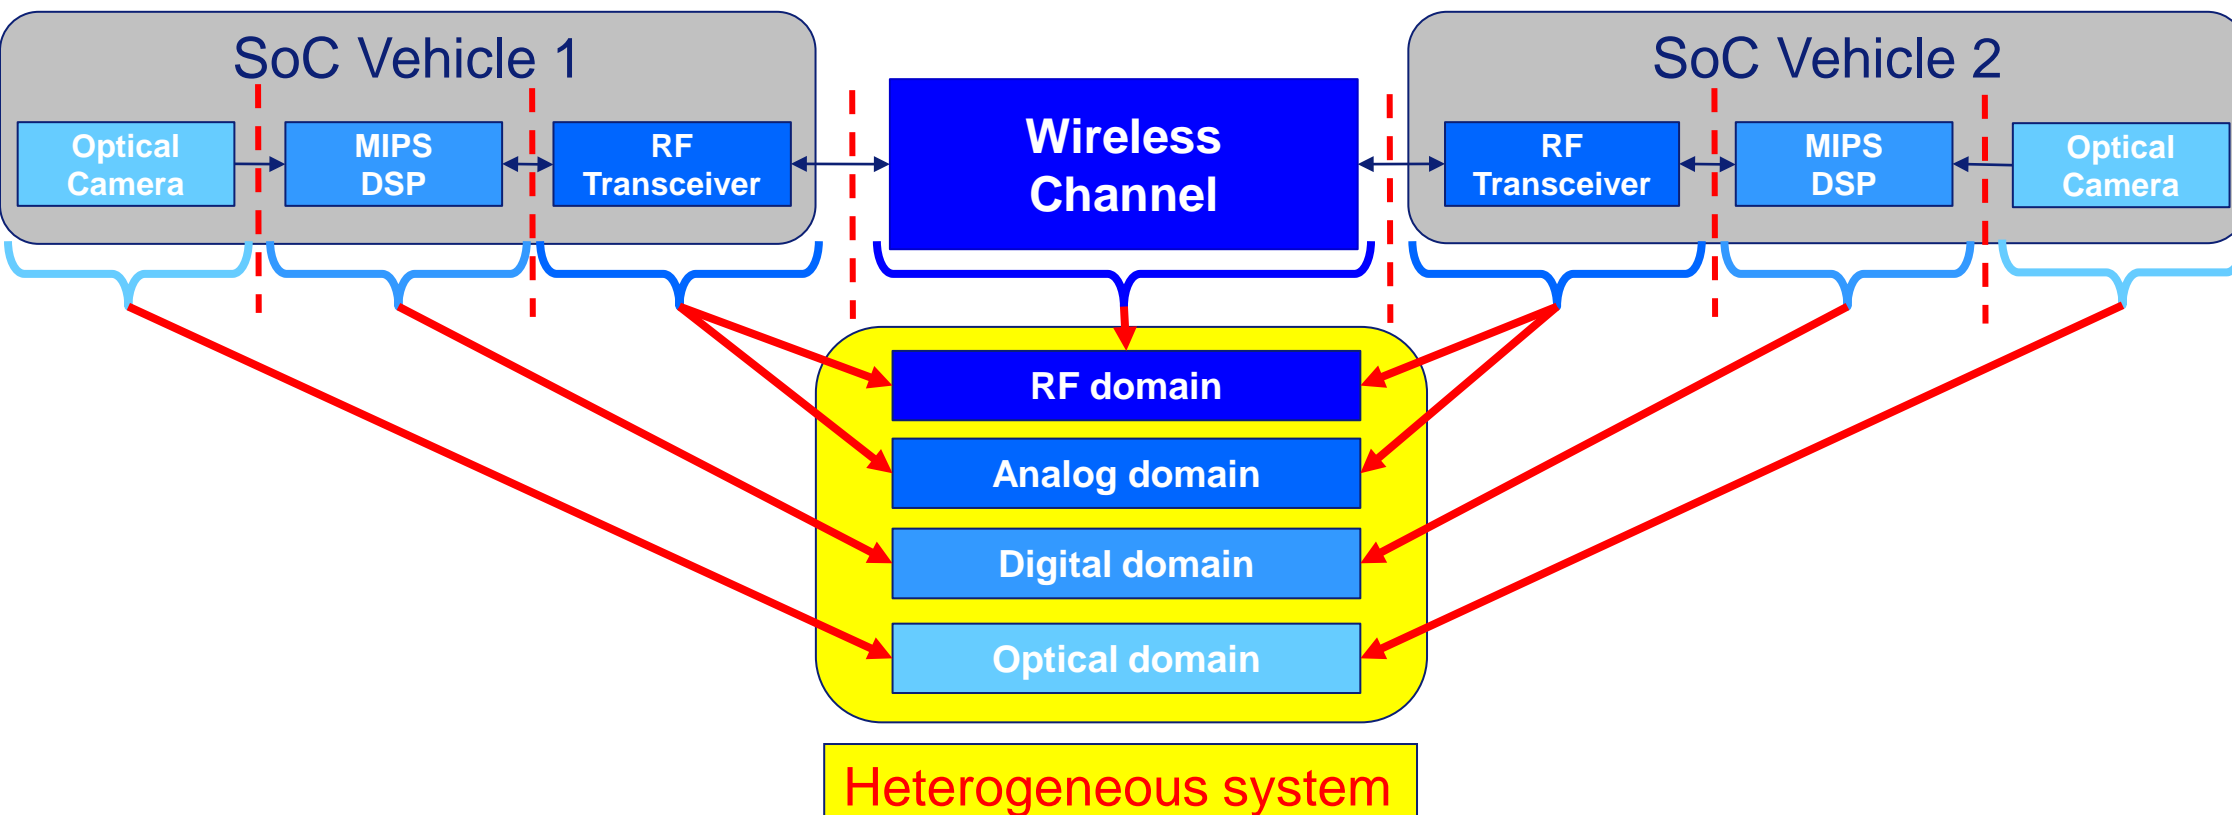 SoC Vehicle 1
SoC Vehicle 2
Optical
Camera
MIPS
DSP
RF
Transceiver
Wireless
Channel
RF
Transceiver
MIPS
DSP
Optical
Camera
RF domain
Analog domain
Digital domain
Optical domain
Heterogeneous system